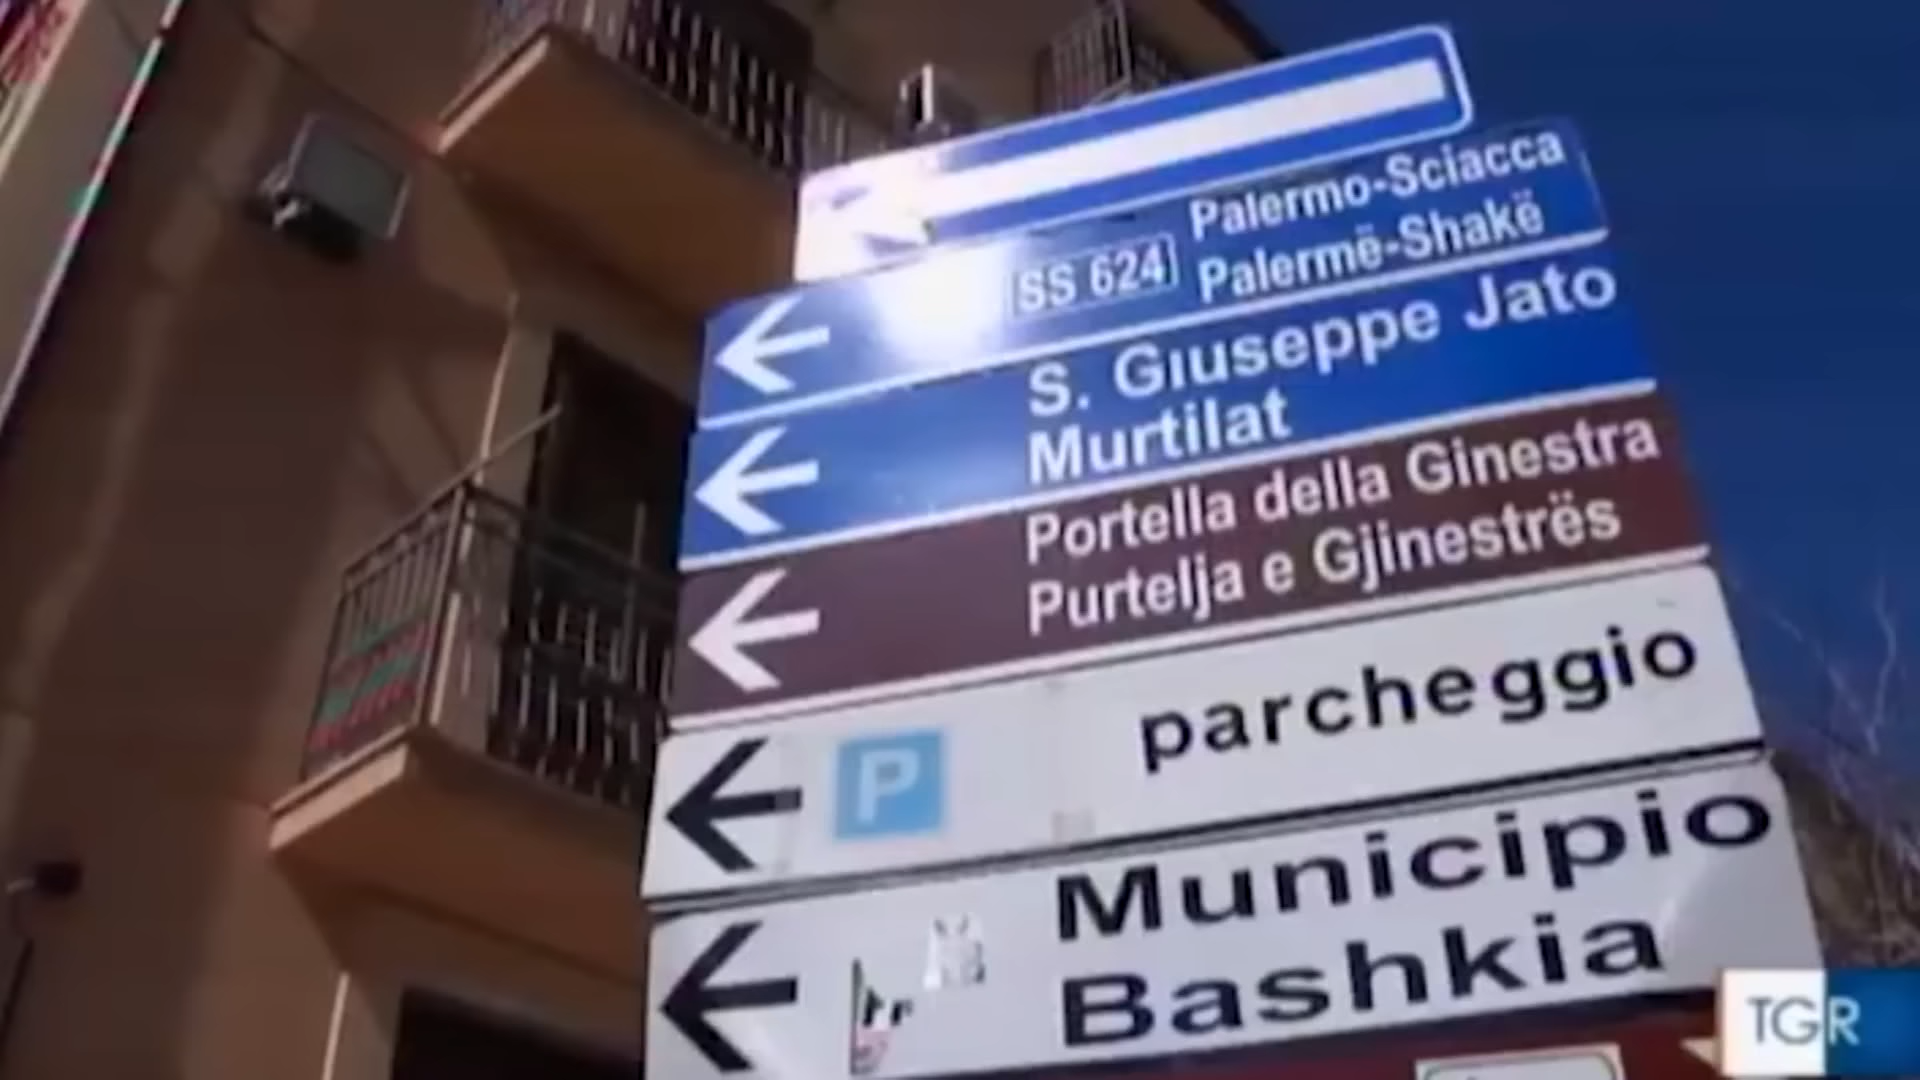 Palermo-Sciacca
SS 624 Palermë-Shakë
S. Giuseppe Jato
Murtilat
Portella della Ginestra
Purtelja e Gjinestrës
P parcheggio
Municipio
Bashkia
TGR